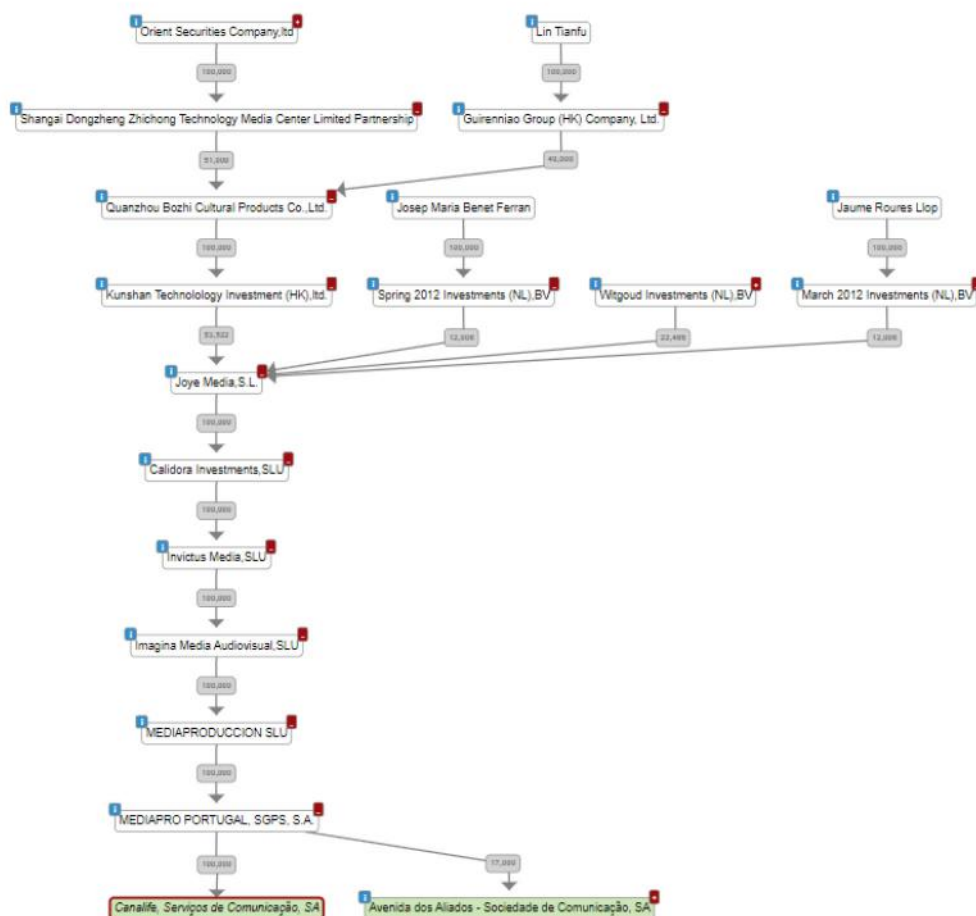 Orient Securities Company,ltd
Lin Tianfu
100,000
100,000
Shangai Dongzheng Zhichong Technology Media Center Limited Partnership
Guirenniao Group (HK) Company, Ltd.
51,000
Quanzhou Bozhi Cultural Products Co.,Ltd.
Josep Maria Benet Ferran
Jaume Roures Llop
100,000
100,000
100,000
Kunshan Technolology Investment (HK),ltd.
Spring 2012 Investments (NL),BV
Witgoud Investments (NL),BV
March 2012 Investments (NL),BV
Joye Media,S.L.
100,000
Calidora Investments,SLU
100,000
Invictus Media,SLU
100,000
Imagina Media Audiovisual,SLU
100,000
MEDIAPRODUCCION SLU
100,000
MEDIAPRO PORTUGAL, SGPS, S.A.
100,000
17,000
Canalife, Serviços de Comunicação, SA
Avenida dos Aliados - Sociedade de Comunicação, SA